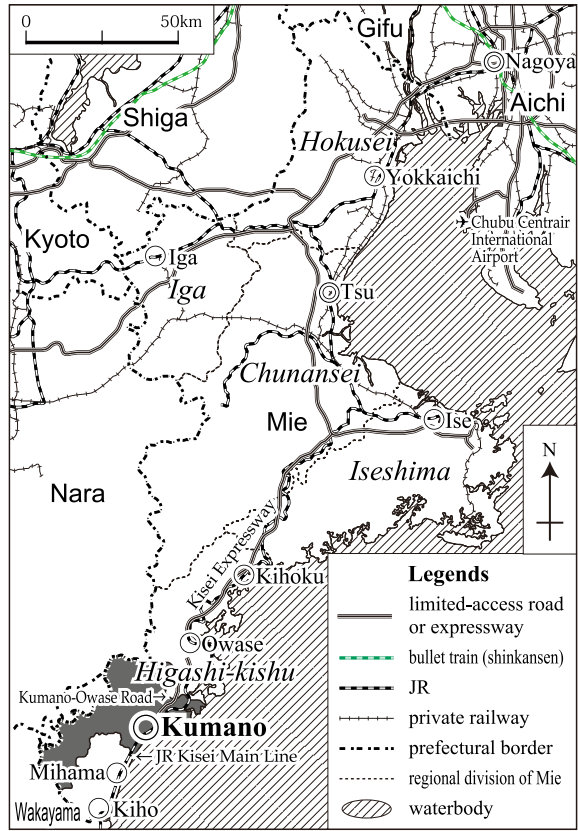 0
50km
Gifu
Nagoya
Aichi
Shiga
Hokusei
Yokkaichi
Chubu Centrair
International
Airport
Kyoto
Iga
Iga
Tsu
Chunansei
Mie
Ise
Iseshima
N
Nara
Kisei Expressway
Kihoku
Owase
Higashi-kishu
Kumano-Owase Road
Kumano
JR Kisei Main Line
Mihama
Wakayama
Kiho
Legends
limited-access road
or expressway
bullet train (shinkansen)
JR
private railway
prefectural border
regional division of Mie
waterbody